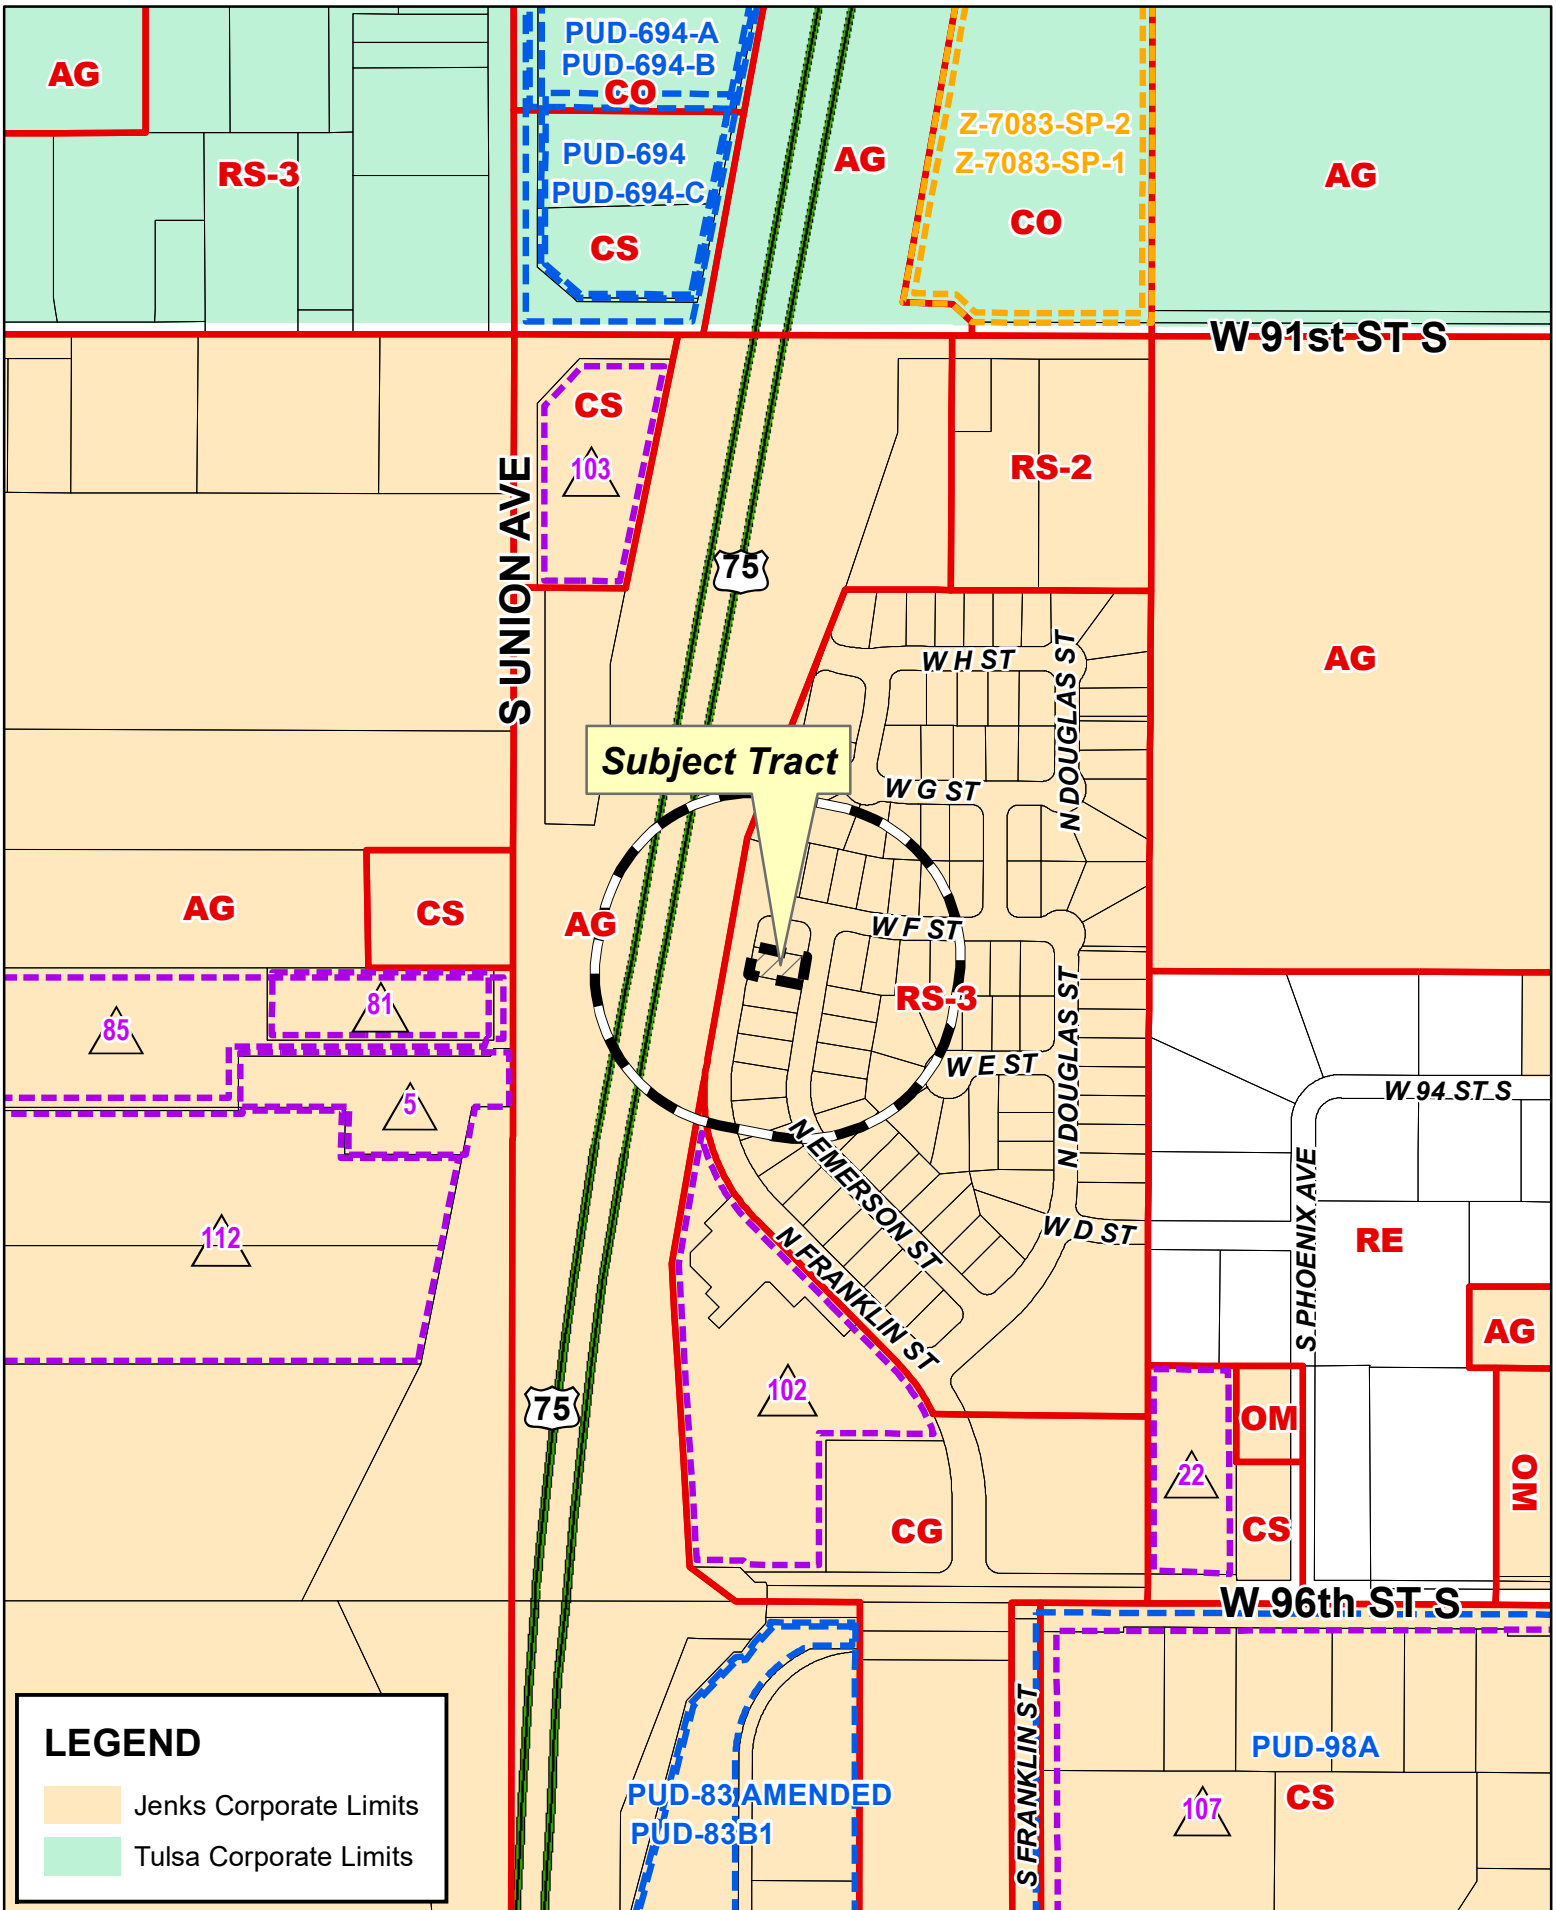 PUD-694-A
PUD-694-B
CO
AG
Z-7083-SP-2
Z-7083-SP-1
PUD-694
PUD-694-C
AG
RS-3
AG
CO
CS
W 91st ST S
CS
103
RS-2
S UNION AVE
75
W H ST
N DOUGLAS ST
AG
Subject Tract
W G ST
AG
CS
AG
W F ST
RS-3
81
85
5
W E ST
N DOUGLAS ST
W 94 ST S
N EMERSON ST
112
N FRANKLIN ST
W D ST
S PHOENIX AVE
RE
AG
102
75
OM
22
OM
CG
CS
W 96th ST S
S FRANKLIN ST
PUD-98A
PUD-83 AMENDED
PUD-83B1
107
CS
LEGEND
Jenks Corporate Limits
Tulsa Corporate Limits